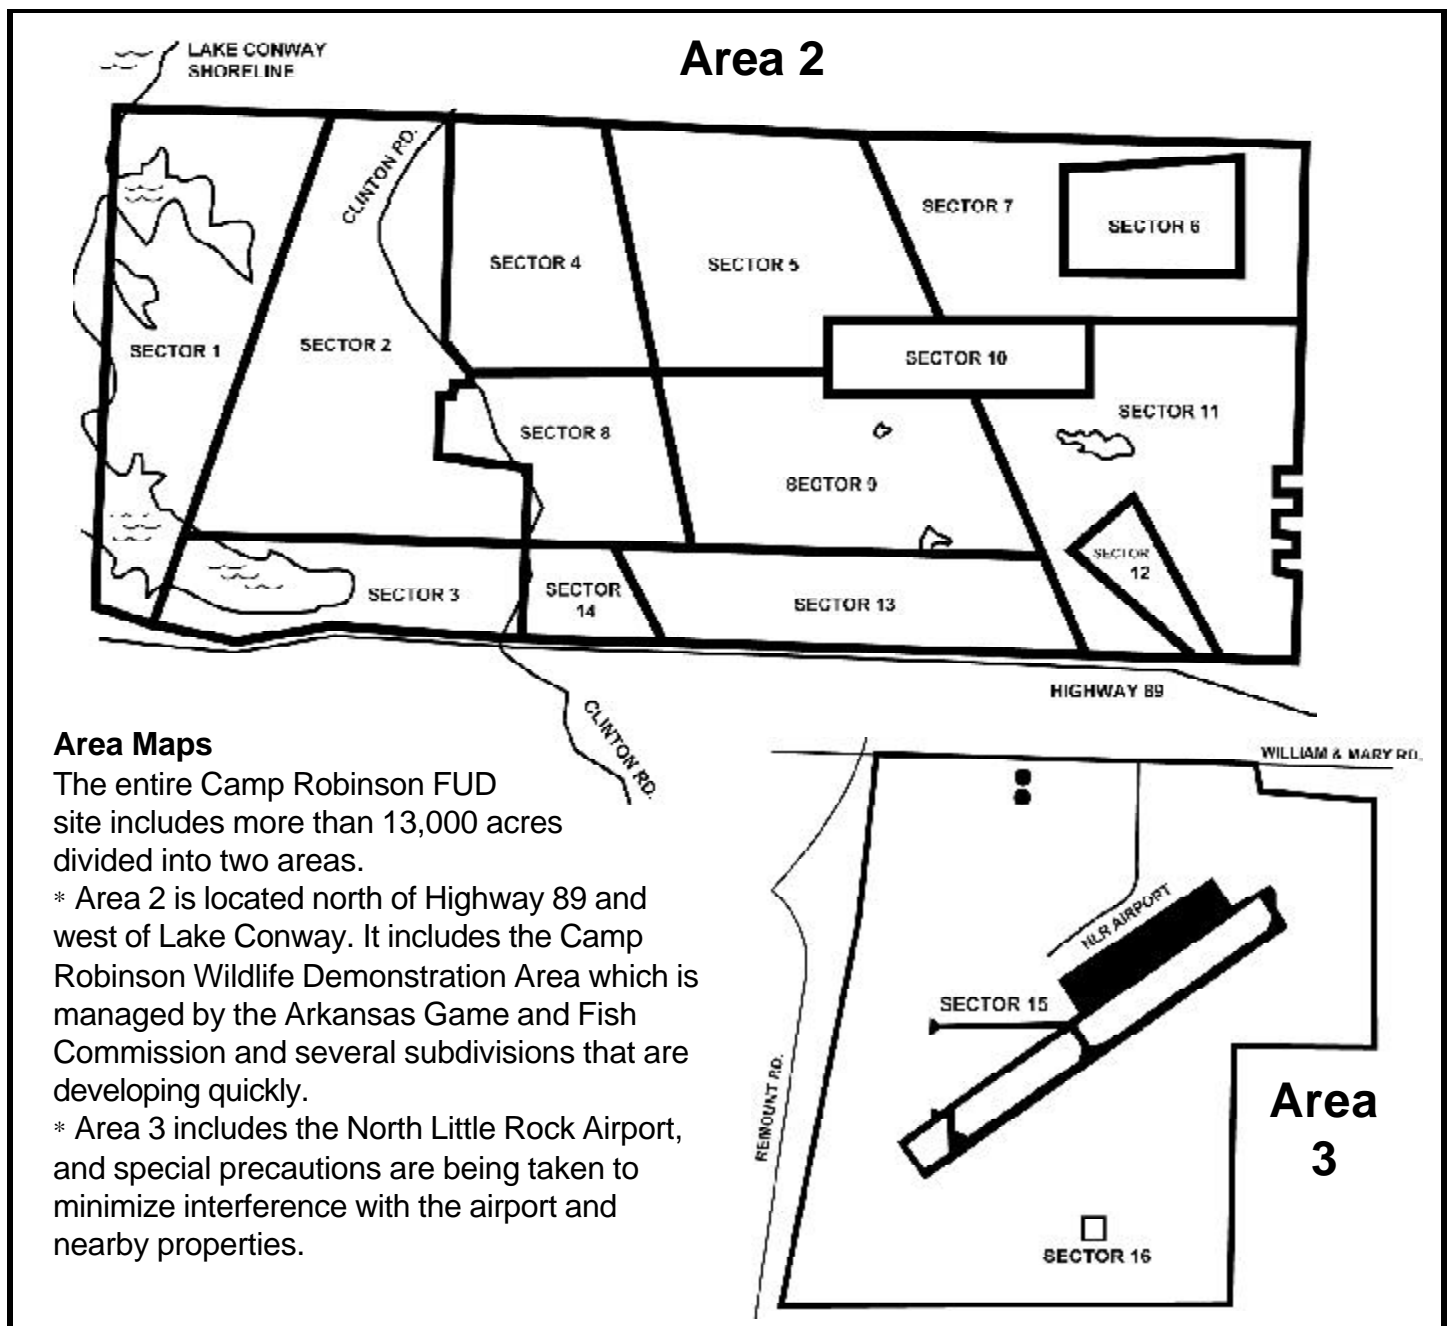 Area 2
LAKE CONWAY
SHORELINE
CLINTON RD.
SECTOR 7
SECTOR 6
SECTOR 4
SECTOR 5
SECTOR 1
SECTOR 2
SECTOR 10
SECTOR 11
SECTOR 8
SECTOR 9
SECTOR
12
SECTOR 3
SECTOR
14
SECTOR 13
HIGHWAY 89
CLINTON RD.
Area Maps
The entire Camp Robinson FUD
site includes more than 13,000 acres
divided into two areas.
* Area 2 is located north of Highway 89 and
west of Lake Conway. It includes the Camp
Robinson Wildlife Demonstration Area which is
managed by the Arkansas Game and Fish
Commission and several subdivisions that are
developing quickly.
* Area 3 includes the North Little Rock Airport,
and special precautions are being taken to
minimize interference with the airport and
nearby properties.
WILLIAM & MARY RD.
NLR AIRPORT
SECTOR 15
REMOUNT RD.
Area
3
SECTOR 16